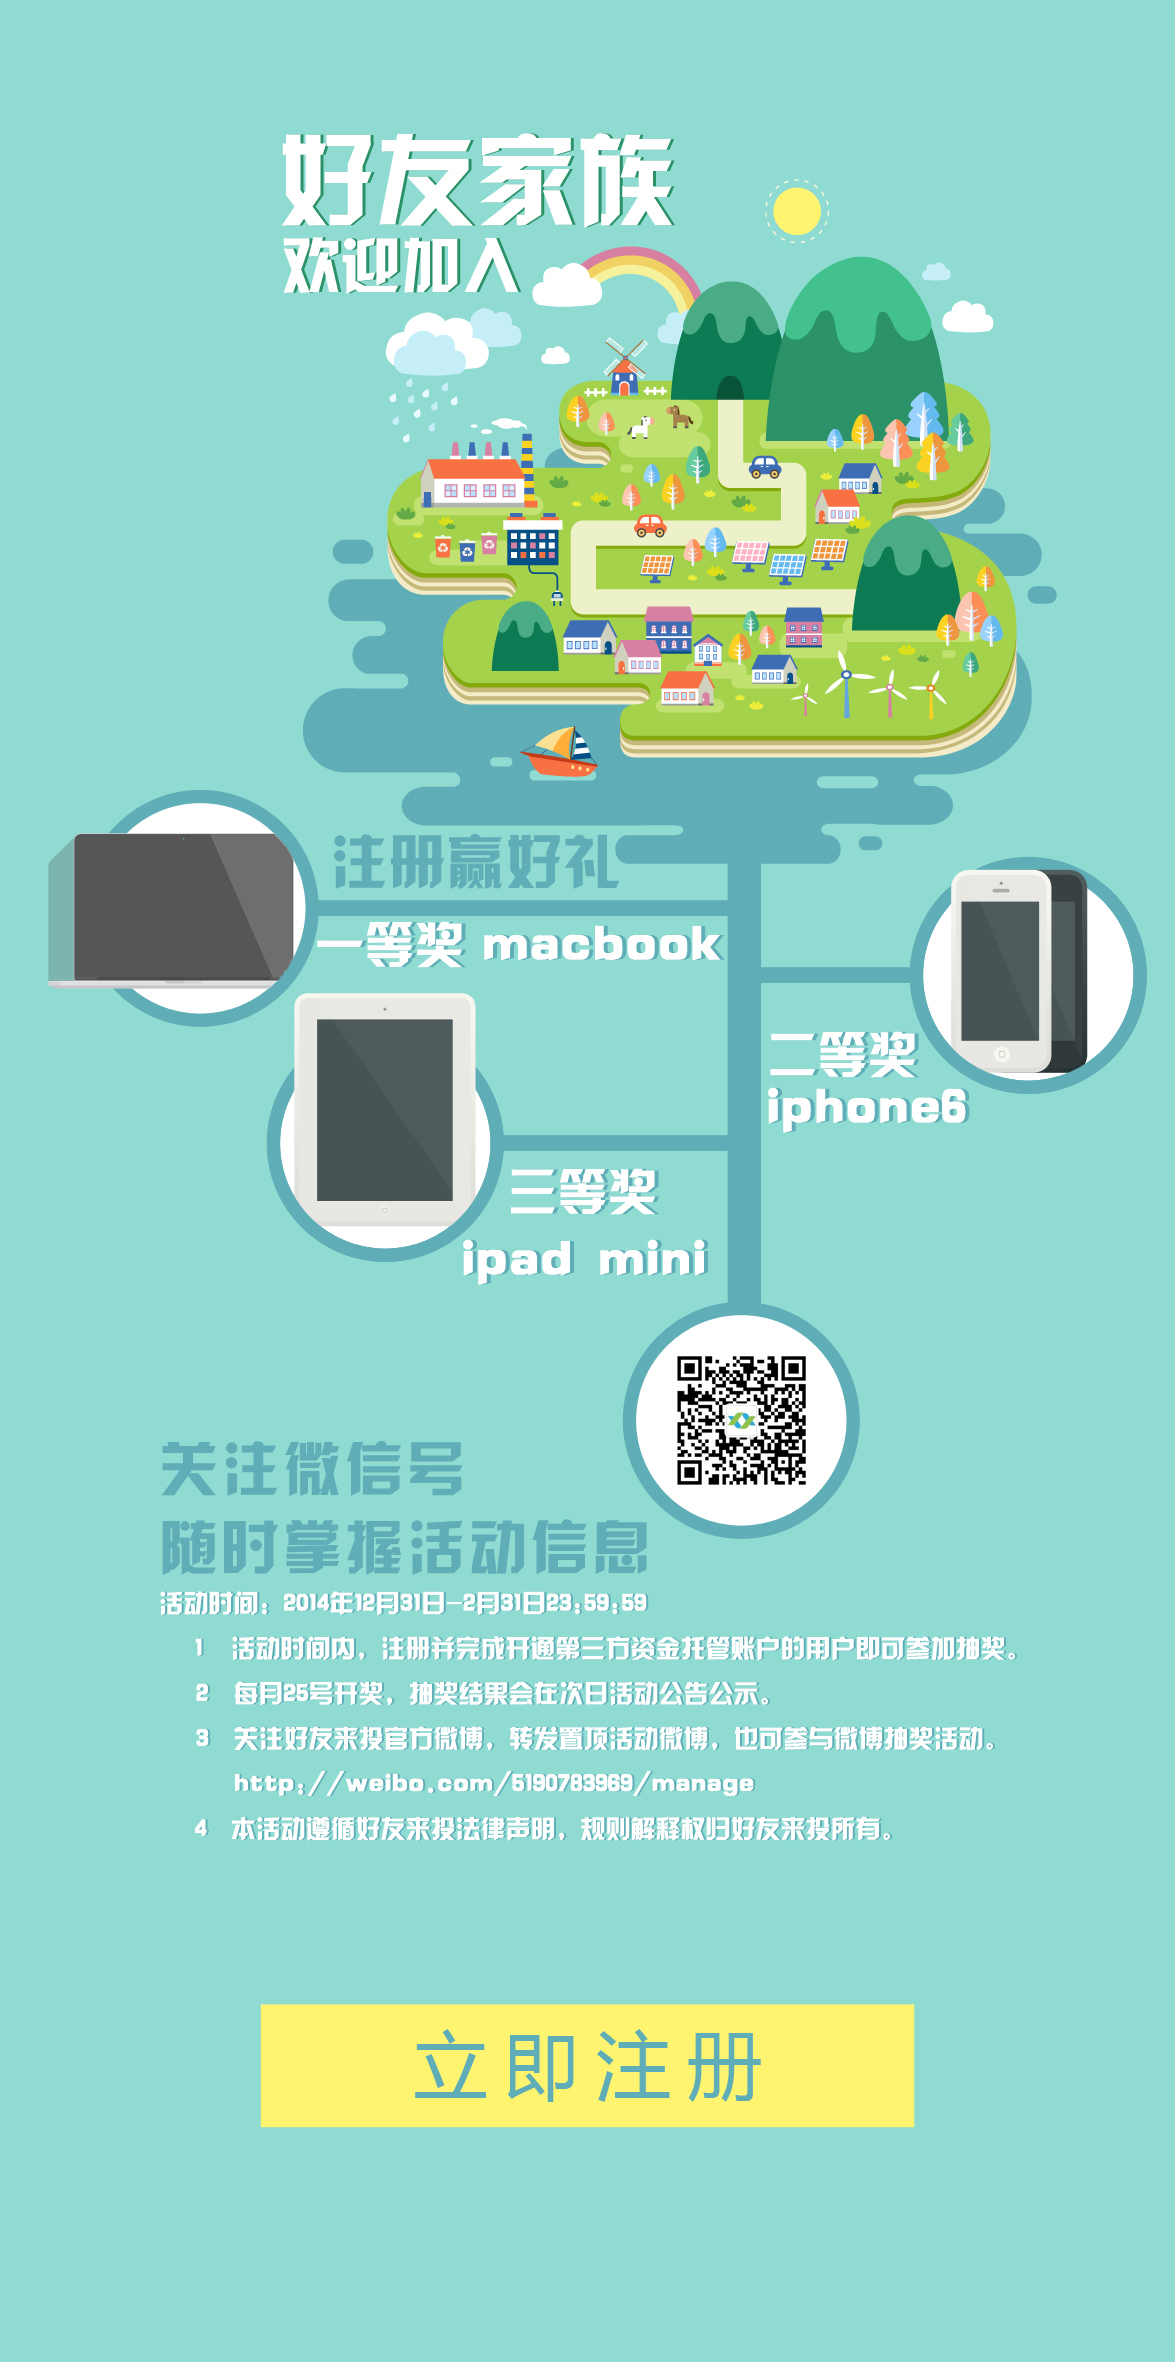 好友家族
欢迎加入
注册赢好礼
一等奖 macbook
二等奖
iphone6
三等奖
ipad mini
关注微信号
随时掌握活动信息
活动时间：2014年12月31日-2月31日23:59:59
1 活动时间内，注册并完成开通第三方资金托管账户的用户即可参加抽奖。
2 每月25号开奖，抽奖结果会在次日活动公告公示。
3 关注好友来投官方微博，转发置顶活动微博，也可参与微博抽奖活动。
http://weibo.com/5190783969/manage
4 本活动遵循好友来投法律声明，规则解释权归好友来投所有。
立即注册